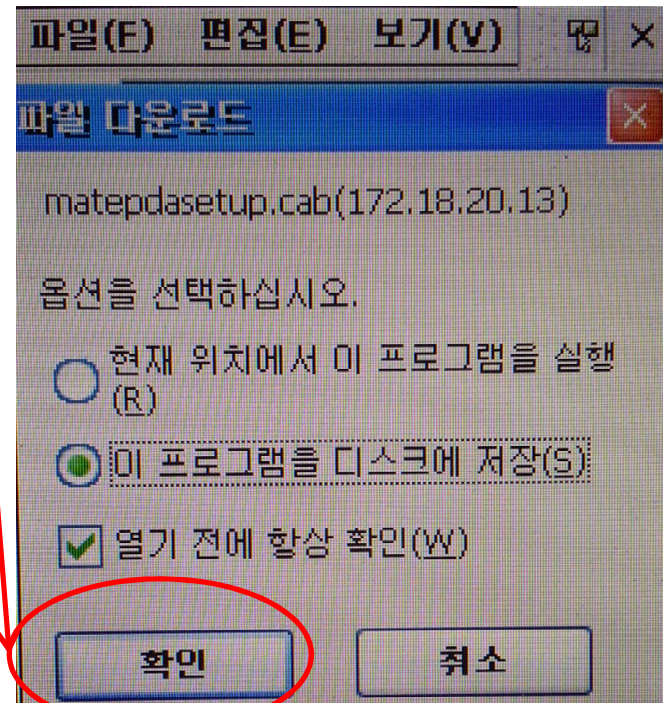 파일(F) 편집(E) 보기(V)
파일 다운로드
matepdasetup.cab(172.18.20.13)
옵션을 선택하십시오.
현재 위치에서 이 프로그램을 실행
(R)
이 프로그램을 디스크에 저장(S)
열기 전에 항상 확인(W)
확인 취소